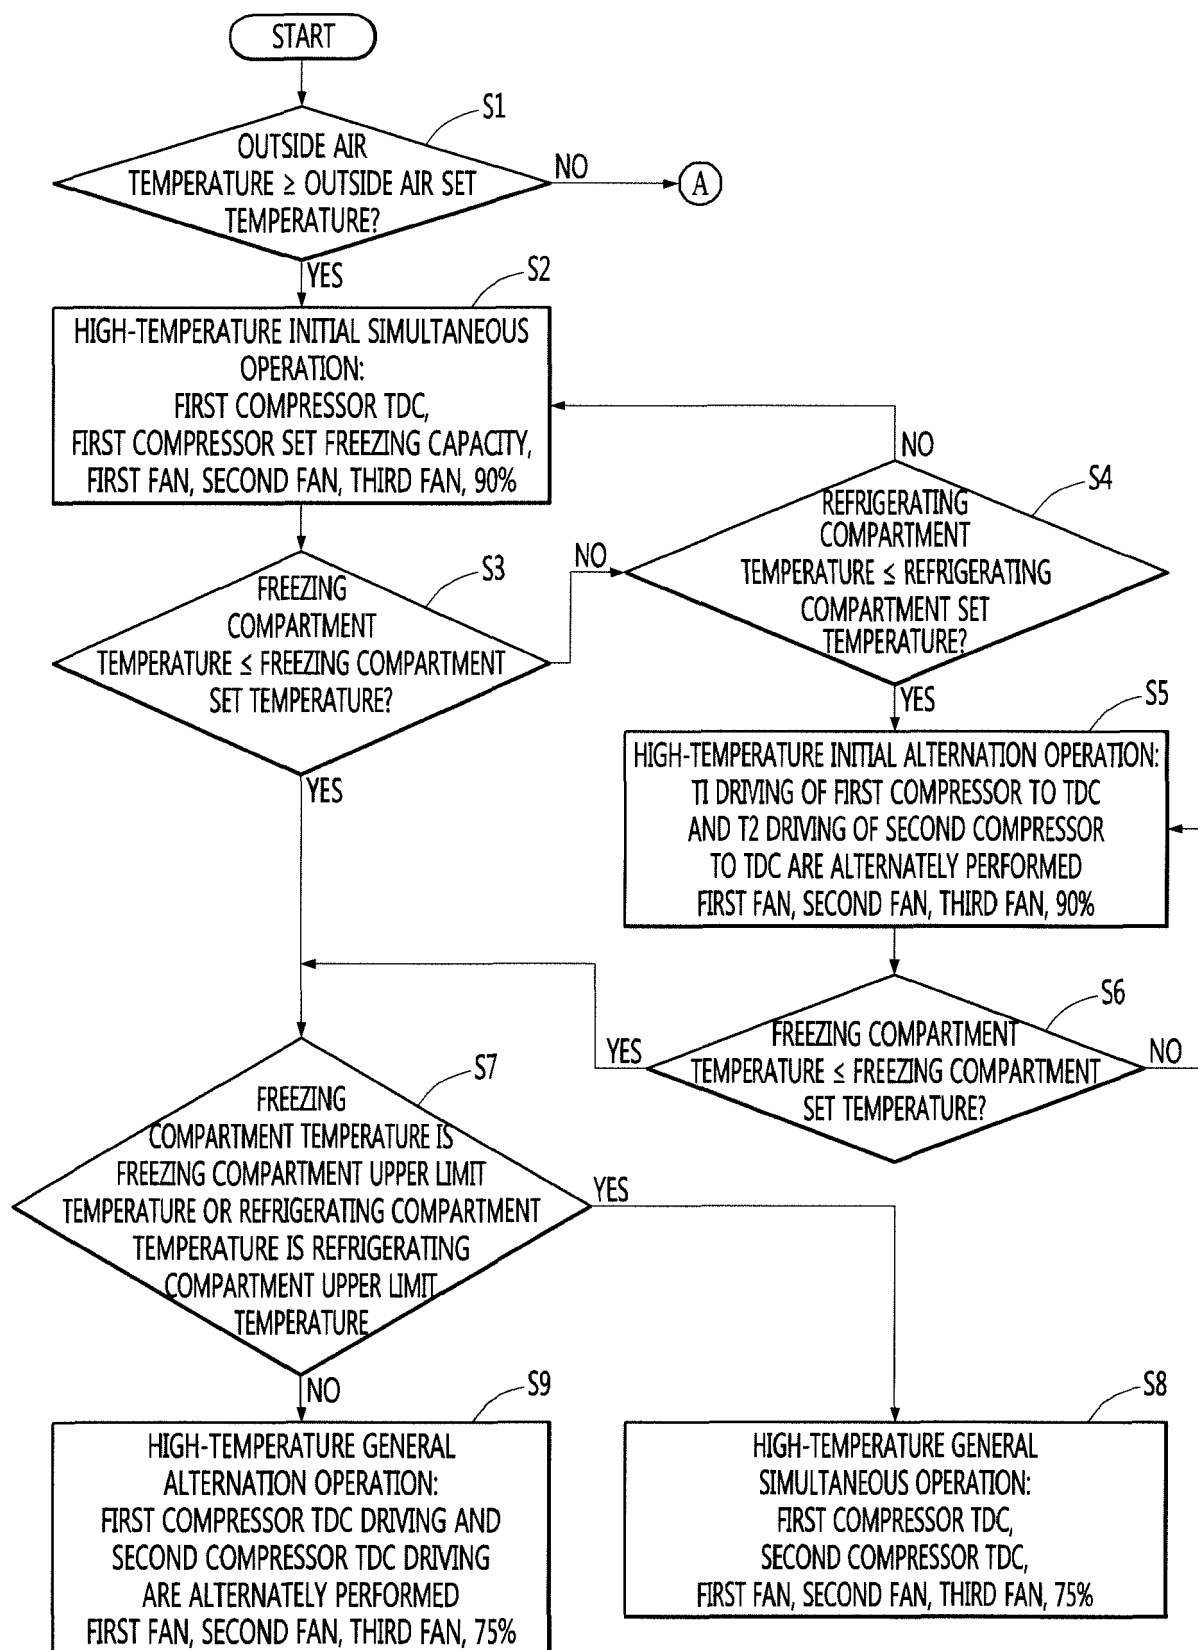 START
S1
OUTSIDE AIR
TEMPERATURE ≥ OUTSIDE AIR SET
TEMPERATURE?
NO
A
YES
S2
HIGH-TEMPERATURE INITIAL SIMULTANEOUS
OPERATION:
FIRST COMPRESSOR TDC,
FIRST COMPRESSOR SET FREEZING CAPACITY,
FIRST FAN, SECOND FAN, THIRD FAN, 90%
S3
FREEZING
COMPARTMENT
TEMPERATURE ≤ FREEZING COMPARTMENT
SET TEMPERATURE?
NO
YES
NO
S4
REFRIGERATING
COMPARTMENT
TEMPERATURE ≤ REFRIGERATING
COMPARTMENT SET
TEMPERATURE?
YES
S5
HIGH-TEMPERATURE INITIAL ALTERNATION OPERATION:
T1 DRIVING OF FIRST COMPRESSOR TO TDC
AND T2 DRIVING OF SECOND COMPRESSOR
TO TDC ARE ALTERNATELY PERFORMED
FIRST FAN, SECOND FAN, THIRD FAN, 90%
S6
FREEZING COMPARTMENT
TEMPERATURE ≤ FREEZING COMPARTMENT
SET TEMPERATURE?
YES
NO
S7
FREEZING
COMPARTMENT TEMPERATURE IS
FREEZING COMPARTMENT UPPER LIMIT
TEMPERATURE OR REFRIGERATING COMPARTMENT
TEMPERATURE IS REFRIGERATING
COMPARTMENT UPPER LIMIT
TEMPERATURE
YES
NO
S9
HIGH-TEMPERATURE GENERAL
ALTERNATION OPERATION:
FIRST COMPRESSOR TDC DRIVING AND
SECOND COMPRESSOR TDC DRIVING
ARE ALTERNATELY PERFORMED
FIRST FAN, SECOND FAN, THIRD FAN, 75%
S8
HIGH-TEMPERATURE GENERAL
SIMULTANEOUS OPERATION:
FIRST COMPRESSOR TDC,
SECOND COMPRESSOR TDC,
FIRST FAN, SECOND FAN, THIRD FAN, 75%